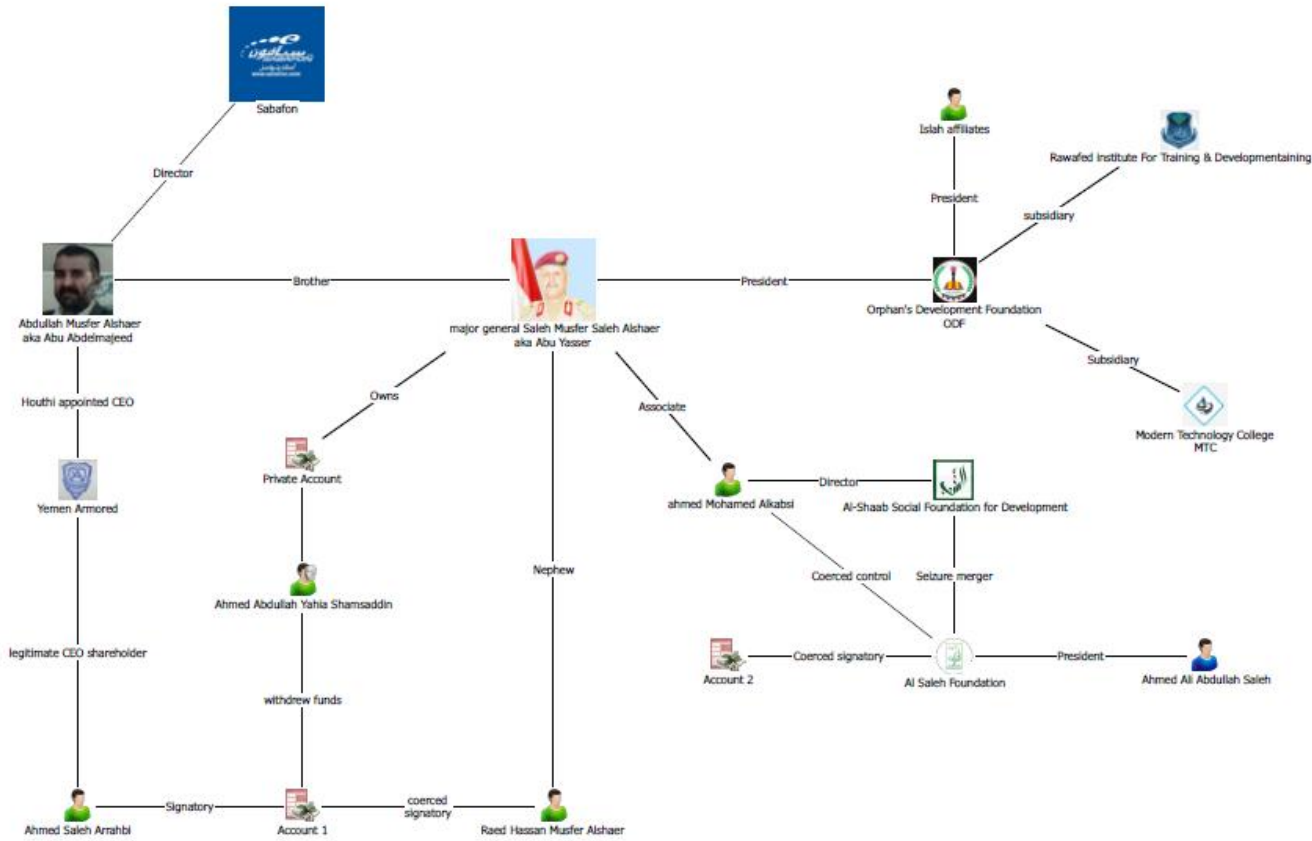 سبأفون
www.sabafon.com
Sabafon
Director
Islah affiliates
Rawafed institute For Training & Developmentaining
President
subsidiary
Brother
President
Abdullah Musfer Alshaer
aka Abu Abdelmajeed
major general Saleh Musfer Saleh Alshaer
aka Abu Yasser
Orphan's Development Foundation
ODF
Subsidiary
Houthi appointed CEO
Owns
Associate
Modern Technology College
MTC
Private Account
Yemen Armored
ahmed Mohamed Alkabsi
Director
Al-Shaab Social Foundation for Development
Nephew
Coerced control
Seizure merger
Ahmed Abdullah Yahia Shamsaddin
legitimate CEO shareholder
Coerced signatory
President
Account 2
Al Saleh Foundation
Ahmed Ali Abdullah Saleh
withdrew funds
Signatory
coerced
signatory
Ahmed Saleh Arrahbi
Account 1
Raed Hassan Musfer Alshaer